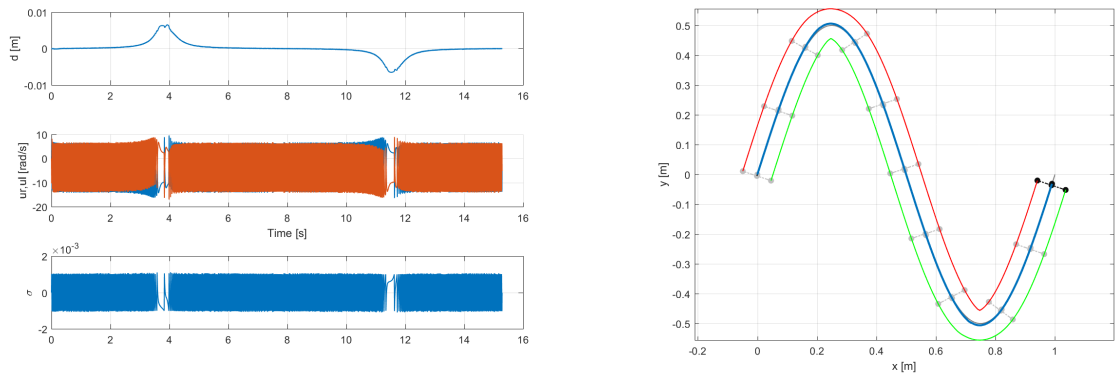 0.01
0
-0.01
d [m]
0 2 4 6 8 10 12 14 16
10
0
-10
-20
ur,ul [rad/s]
0 2 4 6 8 10 12 14 16
Time [s]
×10⁻³
2
0
-2
σ
0 2 4 6 8 10 12 14 16
0.5
0.4
0.3
0.2
0.1
0
-0.1
-0.2
-0.3
-0.4
-0.5
y [m]
-0.2 0 0.2 0.4 0.6 0.8 1
x [m]